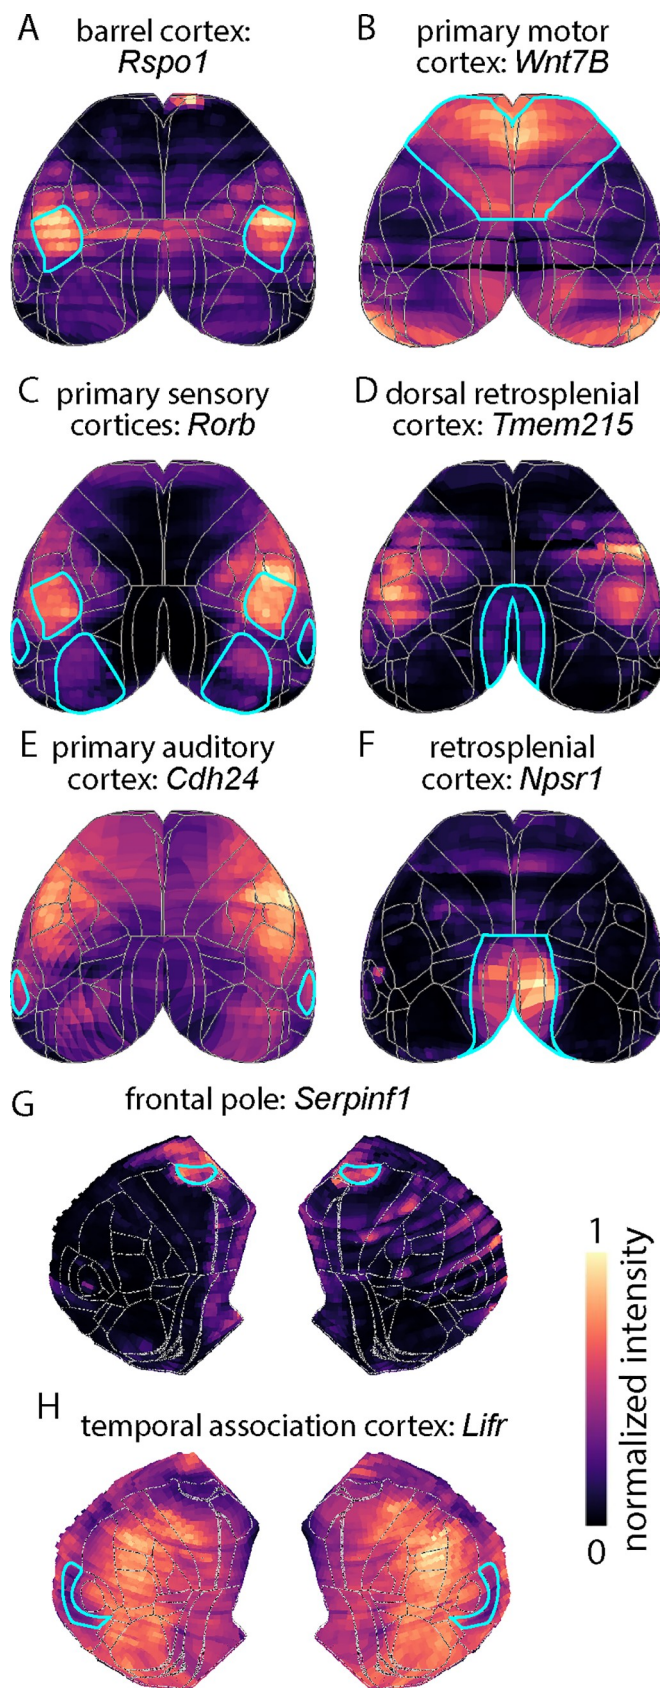 A barrel cortex:
Rspo1
B primary motor
cortex: Wnt7B
C primary sensory
cortices: Rorb
D dorsal retrosplenial
cortex: Tmem215
E primary auditory
cortex: Cdh24
F retrosplenial
cortex: Npsr1
G frontal pole: Serpinf1
1
normalized intensity
0
H temporal association cortex: Lifr